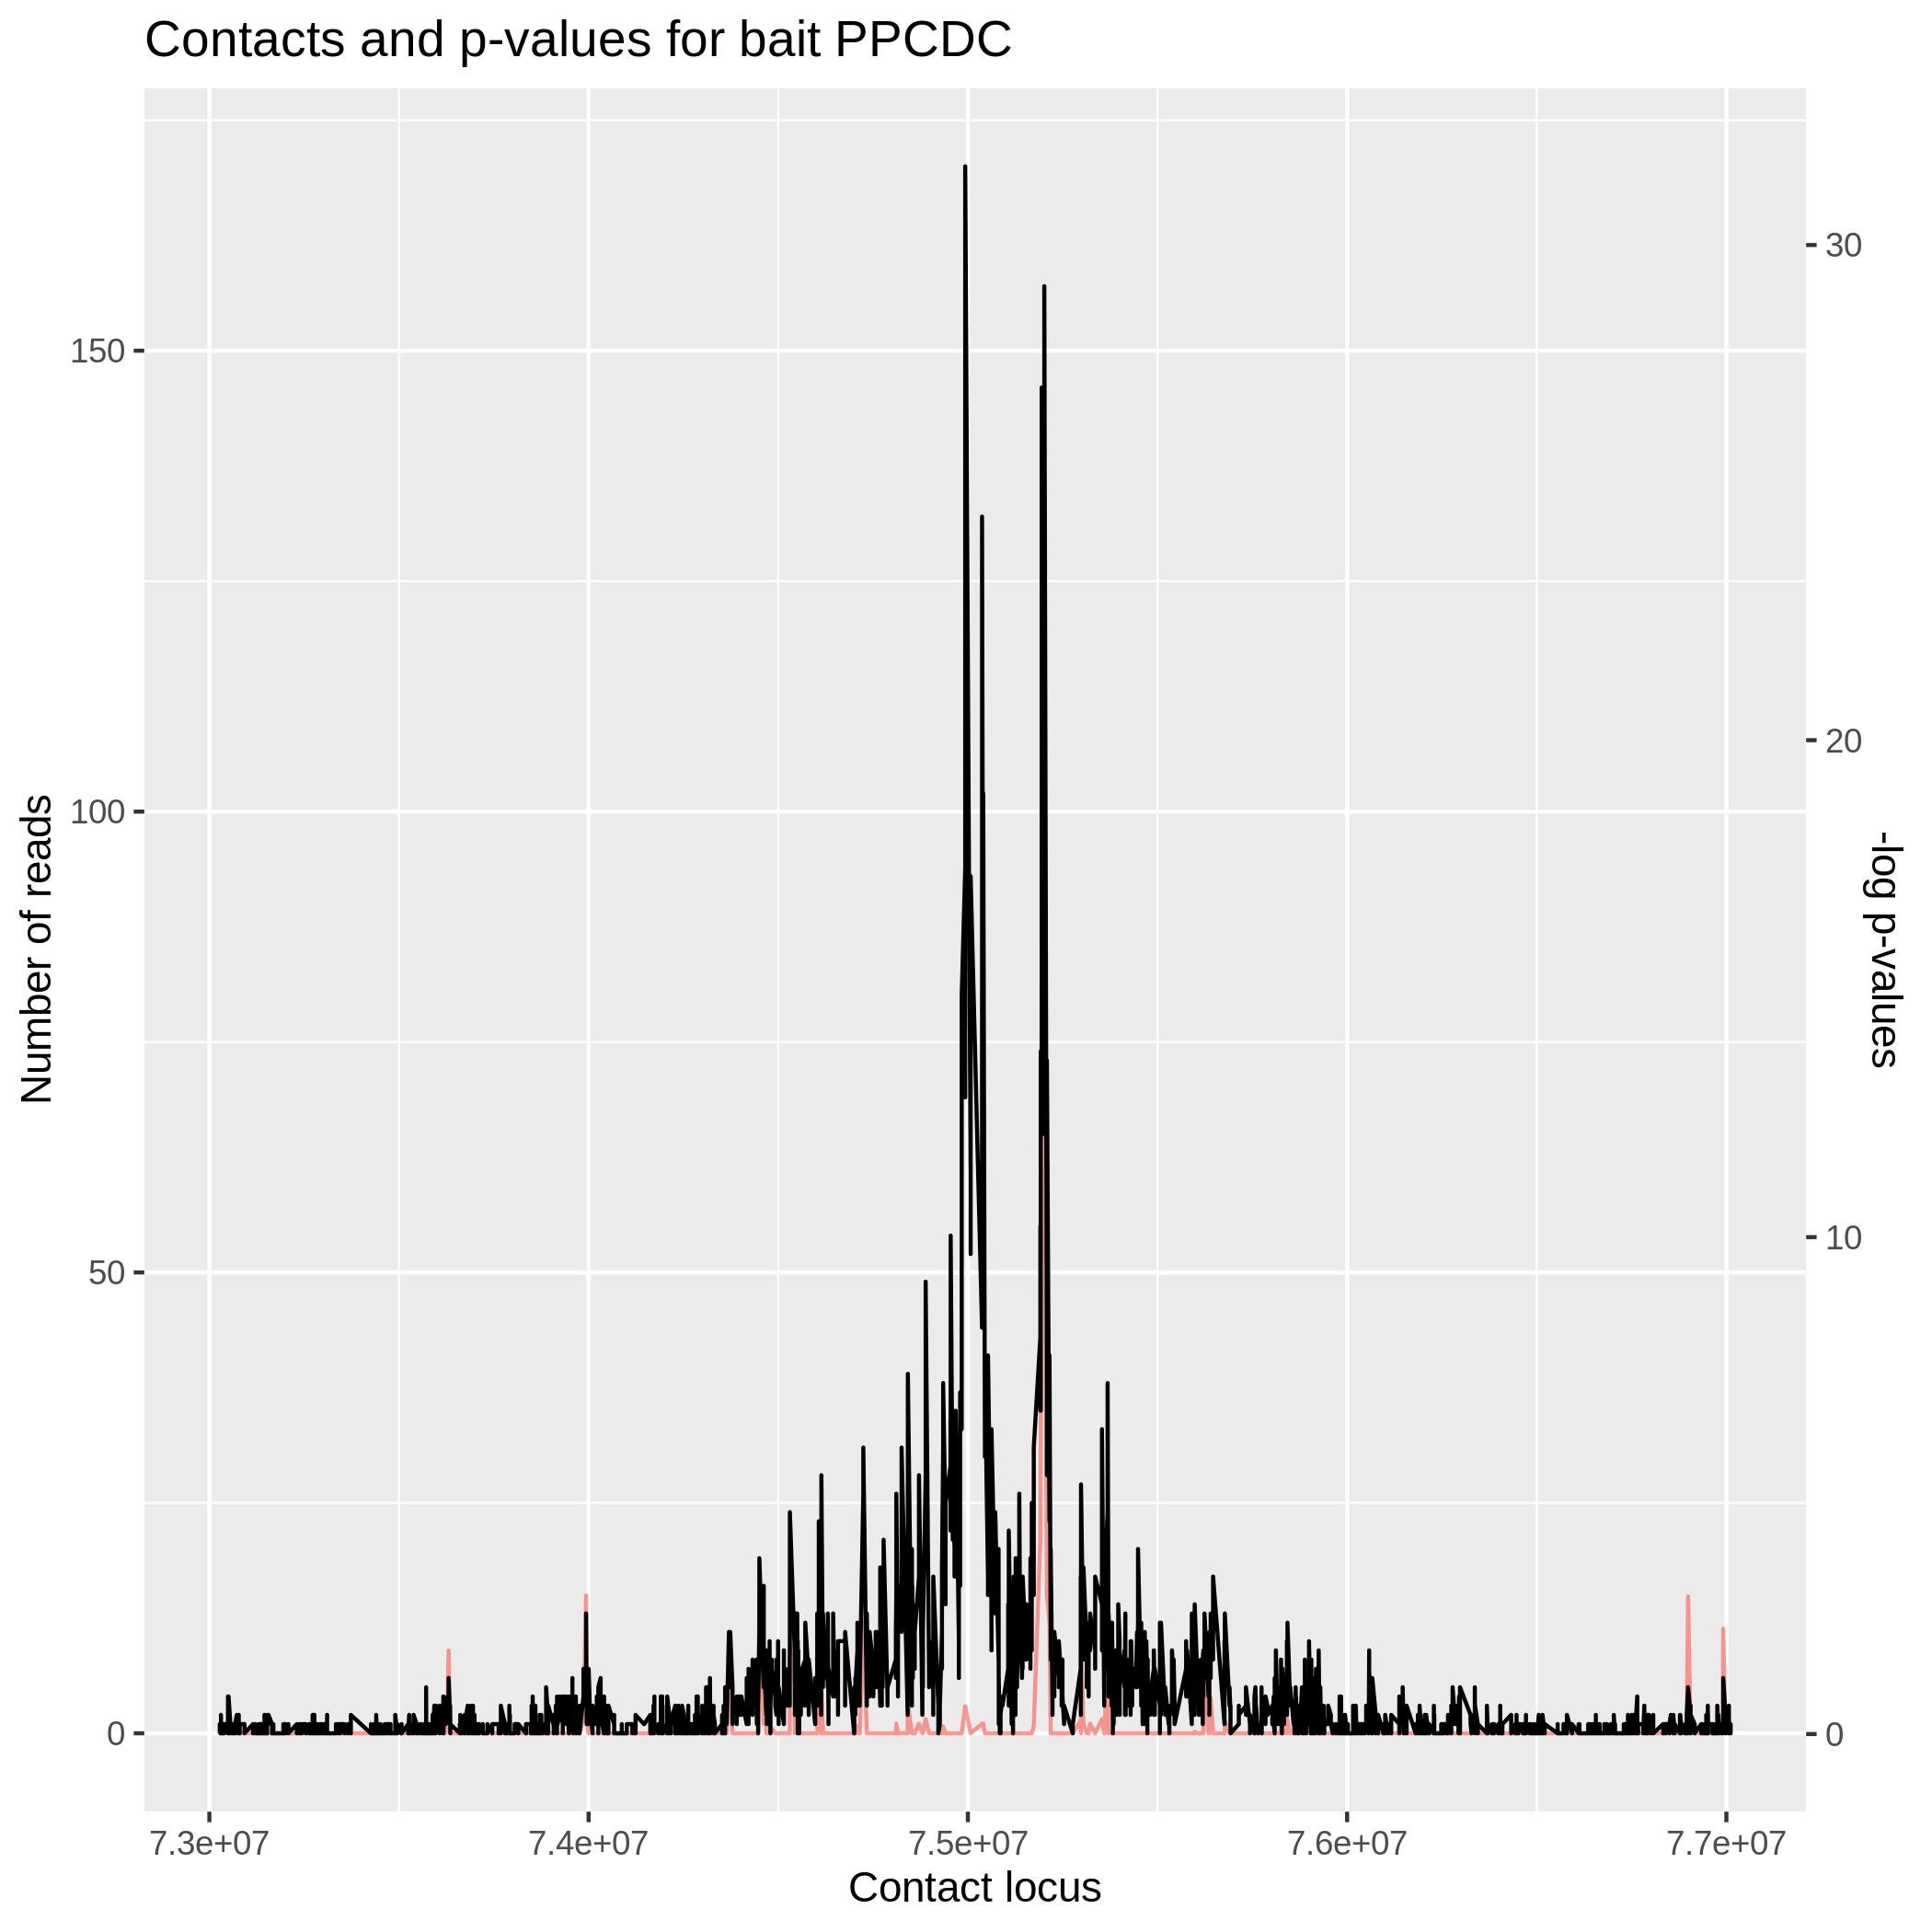 Contacts and p-values for bait PPCDC
Number of reads
150
100
50
0
30
20
10
0
-log p-values
7.3e+07 7.4e+07 7.5e+07 7.6e+07 7.7e+07
Contact locus